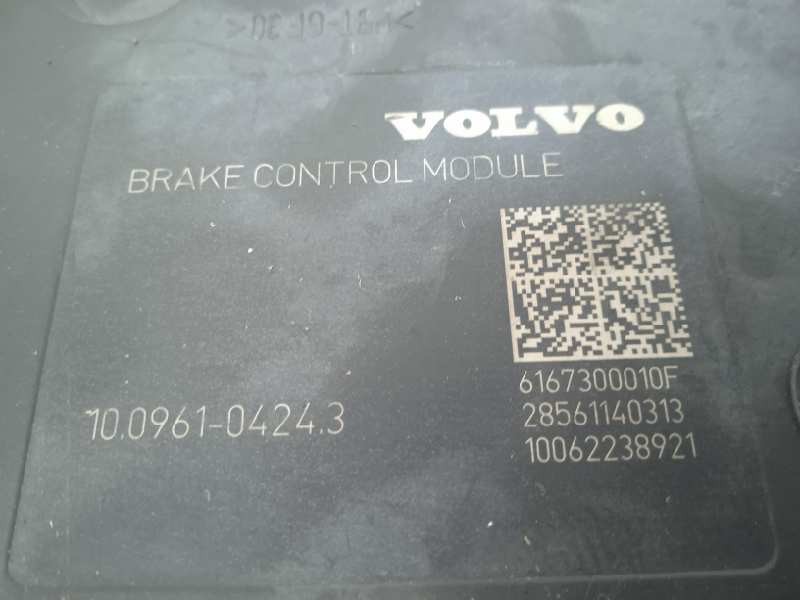 VOLVO
BRAKE CONTROL MODULE
6167300010F
10.0961-0424.3
28561140313
10062238921